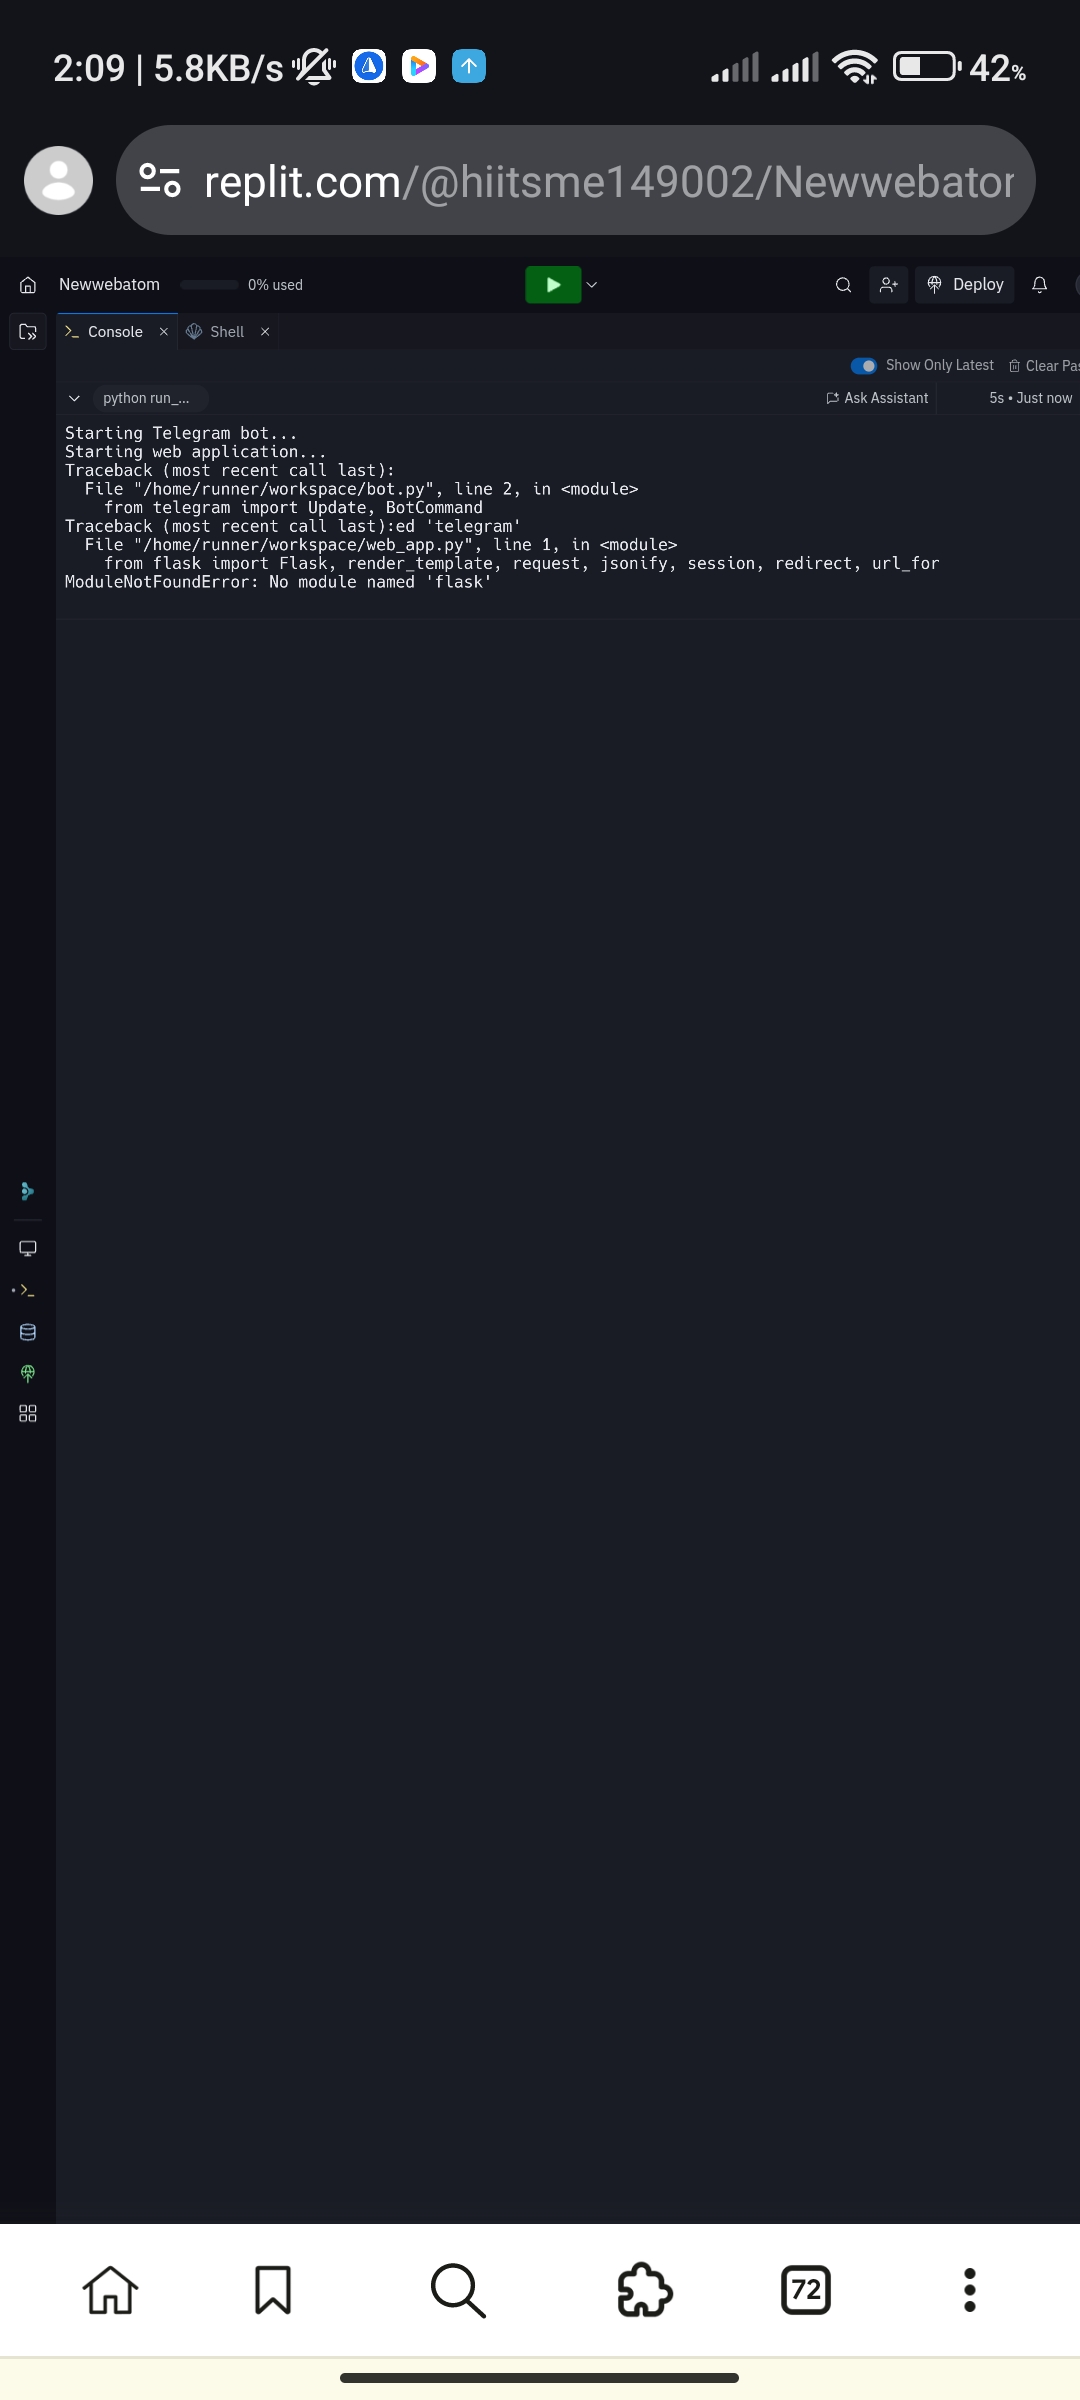 2:09 | 5.8KB/s
42%
replit.com/@hiitsme149002/Newwebator
Newwebatom
0% used
Deploy
Console
Shell
Show Only Latest
Clear Pas
python run_...
Ask Assistant
5s • Just now
Starting Telegram bot...
Starting web application...
Traceback (most recent call last):
  File "/home/runner/workspace/bot.py", line 2, in <module>
    from telegram import Update, BotCommand
Traceback (most recent call last):ed 'telegram'
  File "/home/runner/workspace/web_app.py", line 1, in <module>
    from flask import Flask, render_template, request, jsonify, session, redirect, url_for
ModuleNotFoundError: No module named 'flask'
72